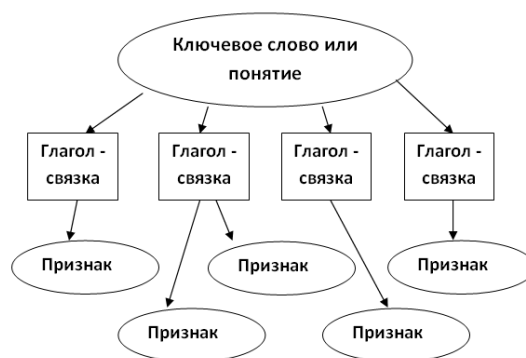 Ключевое слово или
понятие
Глагол -
связка
Глагол -
связка
Глагол -
связка
Глагол -
связка
Признак
Признак
Признак
Признак
Признак